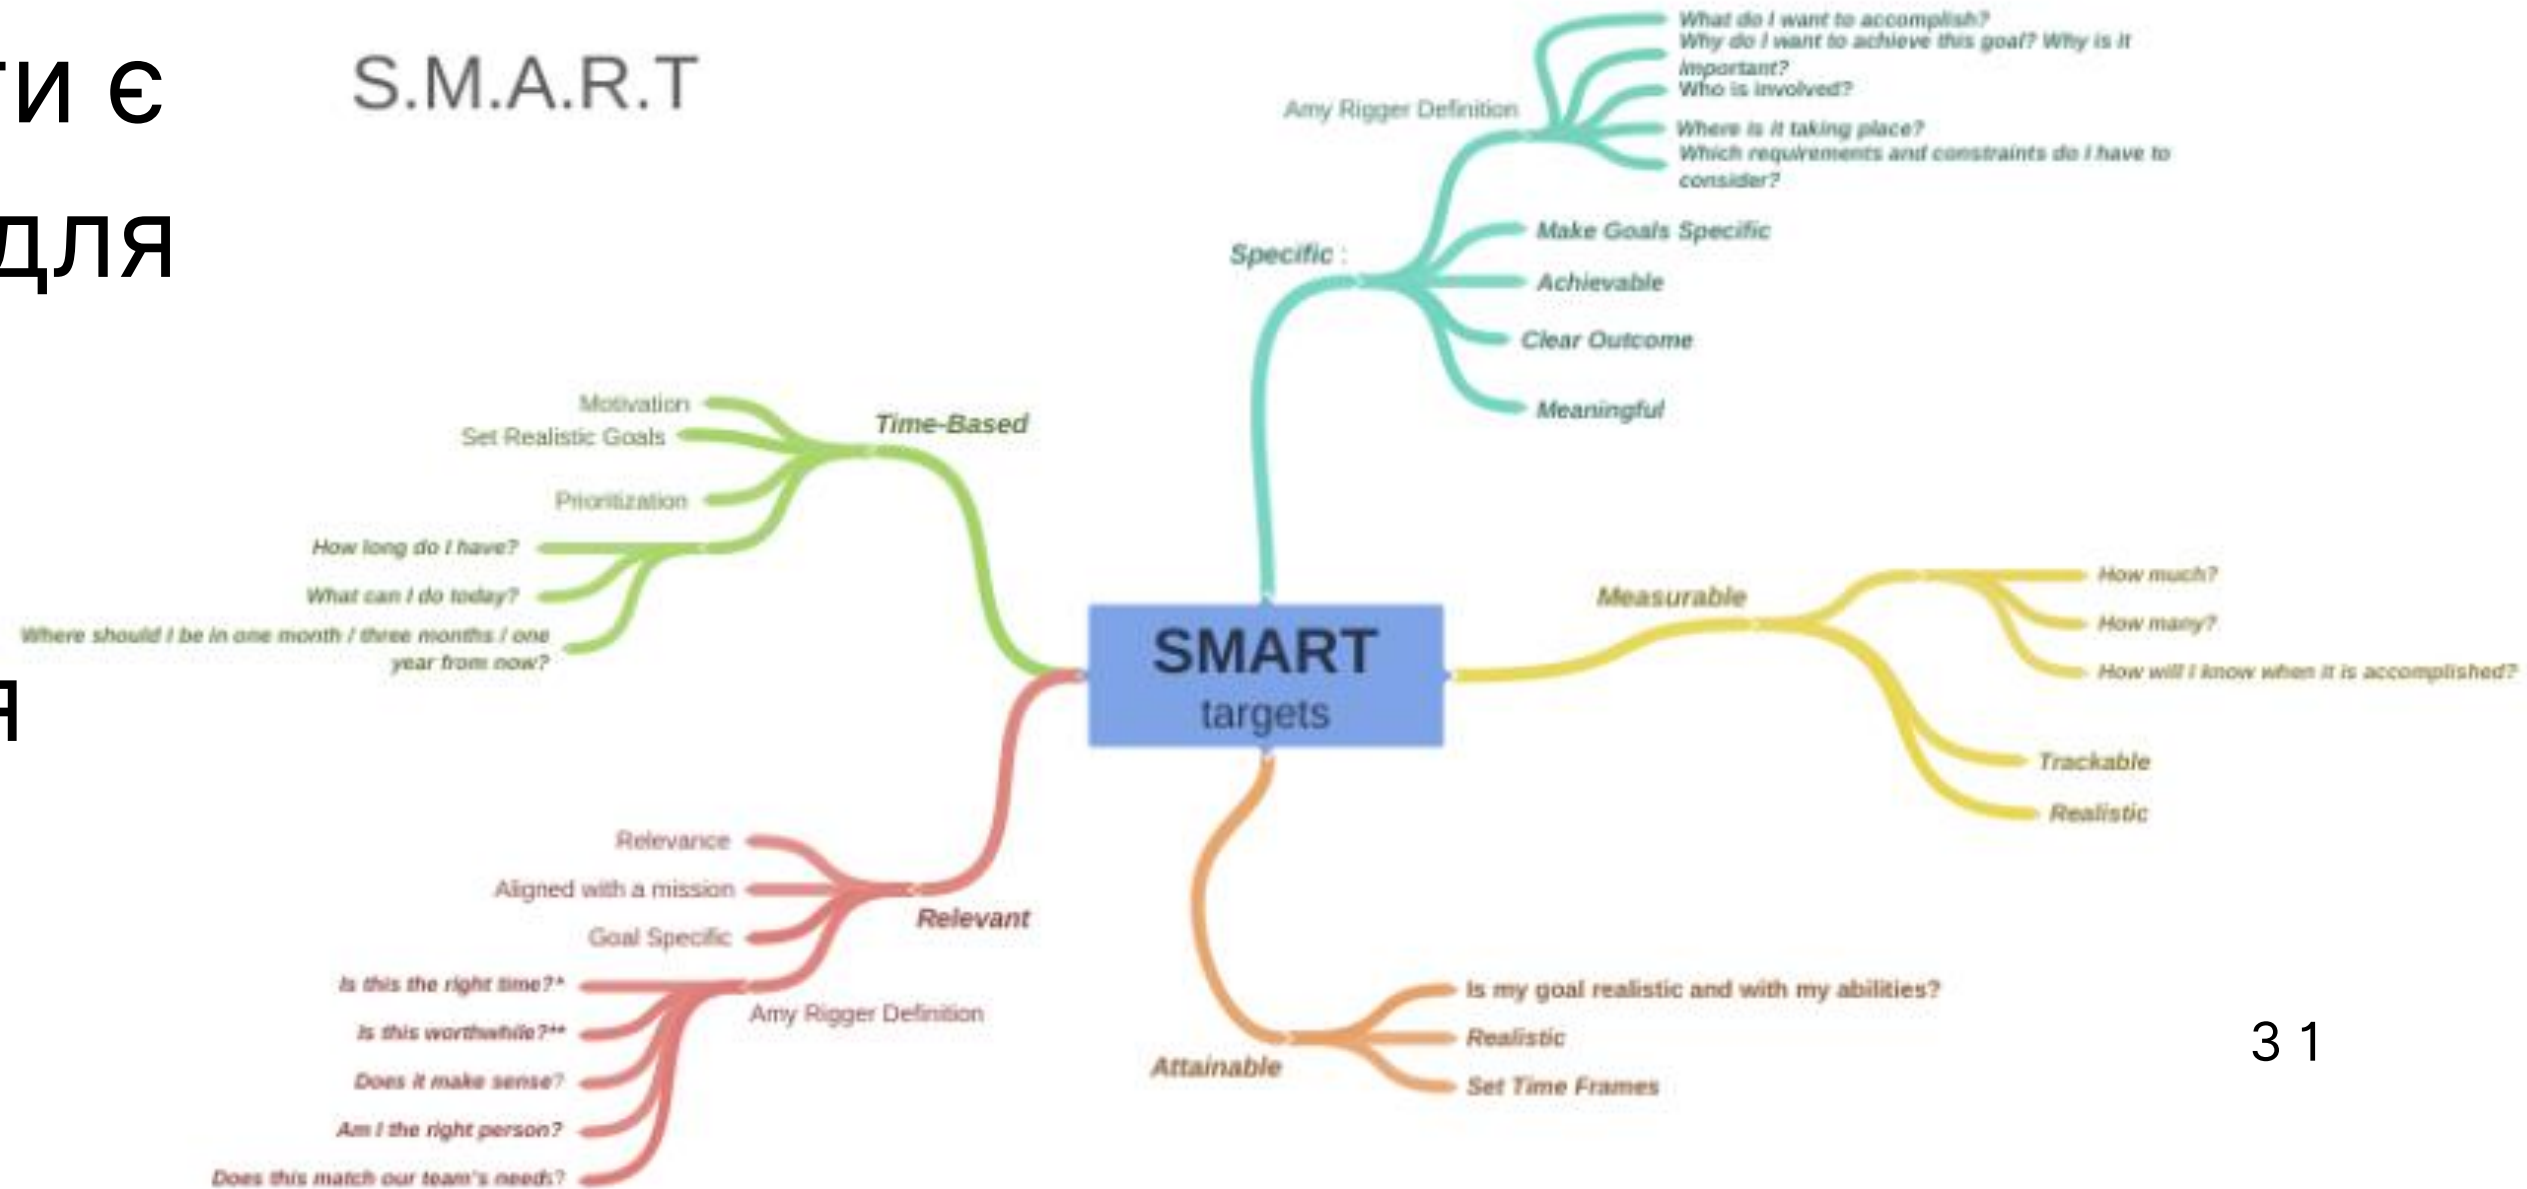 ти є
для
я
S.M.A.R.T
What do I want to accomplish?
Why do I want to achieve this goal? Why is it
important?
Who is involved?
Amy Rigger Definition
Where is it taking place?
Which requirements and constraints do I have to
consider?
Specific :
Make Goals Specific
Achievable
Clear Outcome
Meaningful
Time-Based
Motivation
Set Realistic Goals
Prioritization
How long do I have?
What can I do today?
Where should I be in one month / three months / one
year from now?
SMART
targets
Measurable
How much?
How many?
How will I know when it is accomplished?
Trackable
Realistic
Relevance
Aligned with a mission
Goal Specific
Relevant
Is this the right time?*
Is this worthwhile?**
Does it make sense?
Am I the right person?
Does this match our team's needs?
Amy Rigger Definition
Attainable
Is my goal realistic and with my abilities?
Realistic
Set Time Frames
31